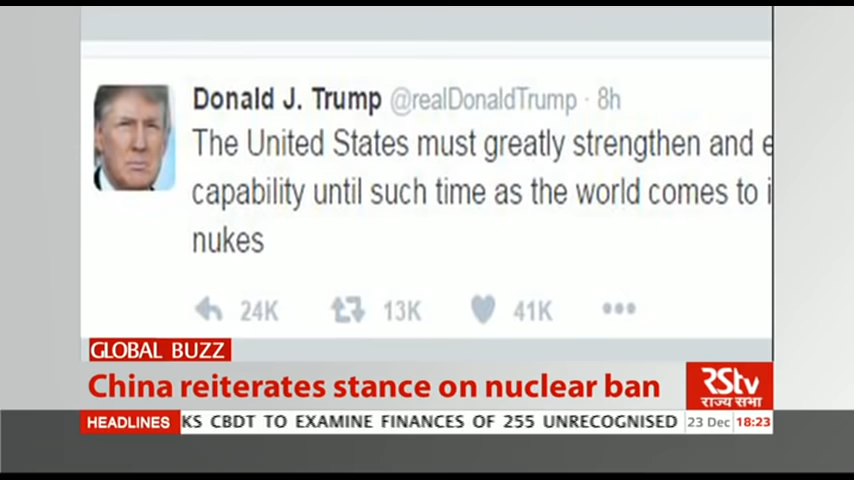 Donald J. Trump @realDonaldTrump · 8h
The United States must greatly strengthen and e
capability until such time as the world comes to i
nukes
24K 13K 41K
GLOBAL BUZZ
China reiterates stance on nuclear ban
RSTV
राज्य सभा
HEADLINES KS CBDT TO EXAMINE FINANCES OF 255 UNRECOGNISED 23 Dec 18:23